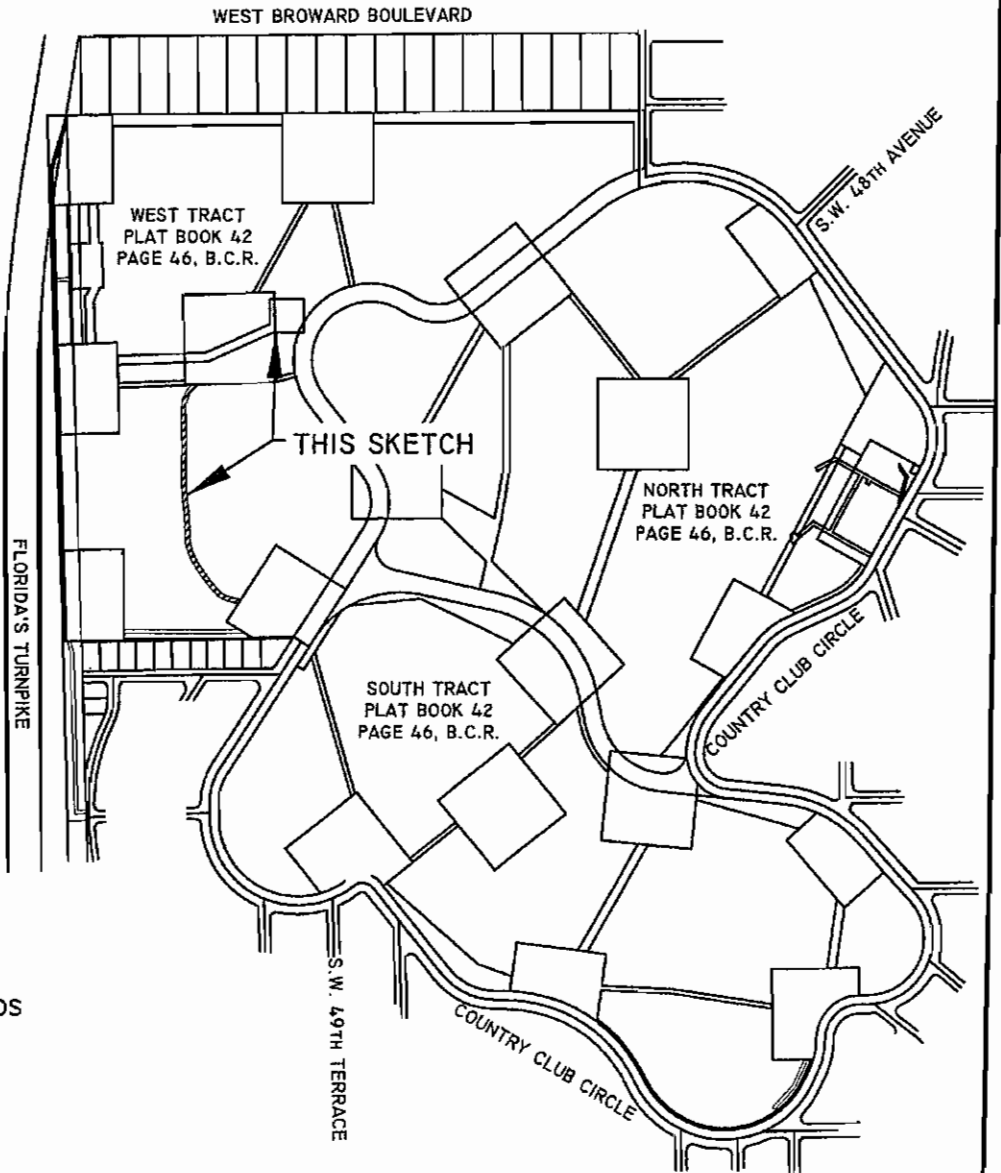 WEST BROWARD BOULEVARD
S.W. 48TH AVENUE
WEST TRACT
PLAT BOOK 42
PAGE 46, B.C.R.
THIS SKETCH
NORTH TRACT
PLAT BOOK 42
PAGE 46, B.C.R.
FLORIDA'S TURNPIKE
COUNTRY CLUB CIRCLE
SOUTH TRACT
PLAT BOOK 42
PAGE 46, B.C.R.
S.W. 49TH TERRACE
COUNTRY CLUB CIRCLE
DS